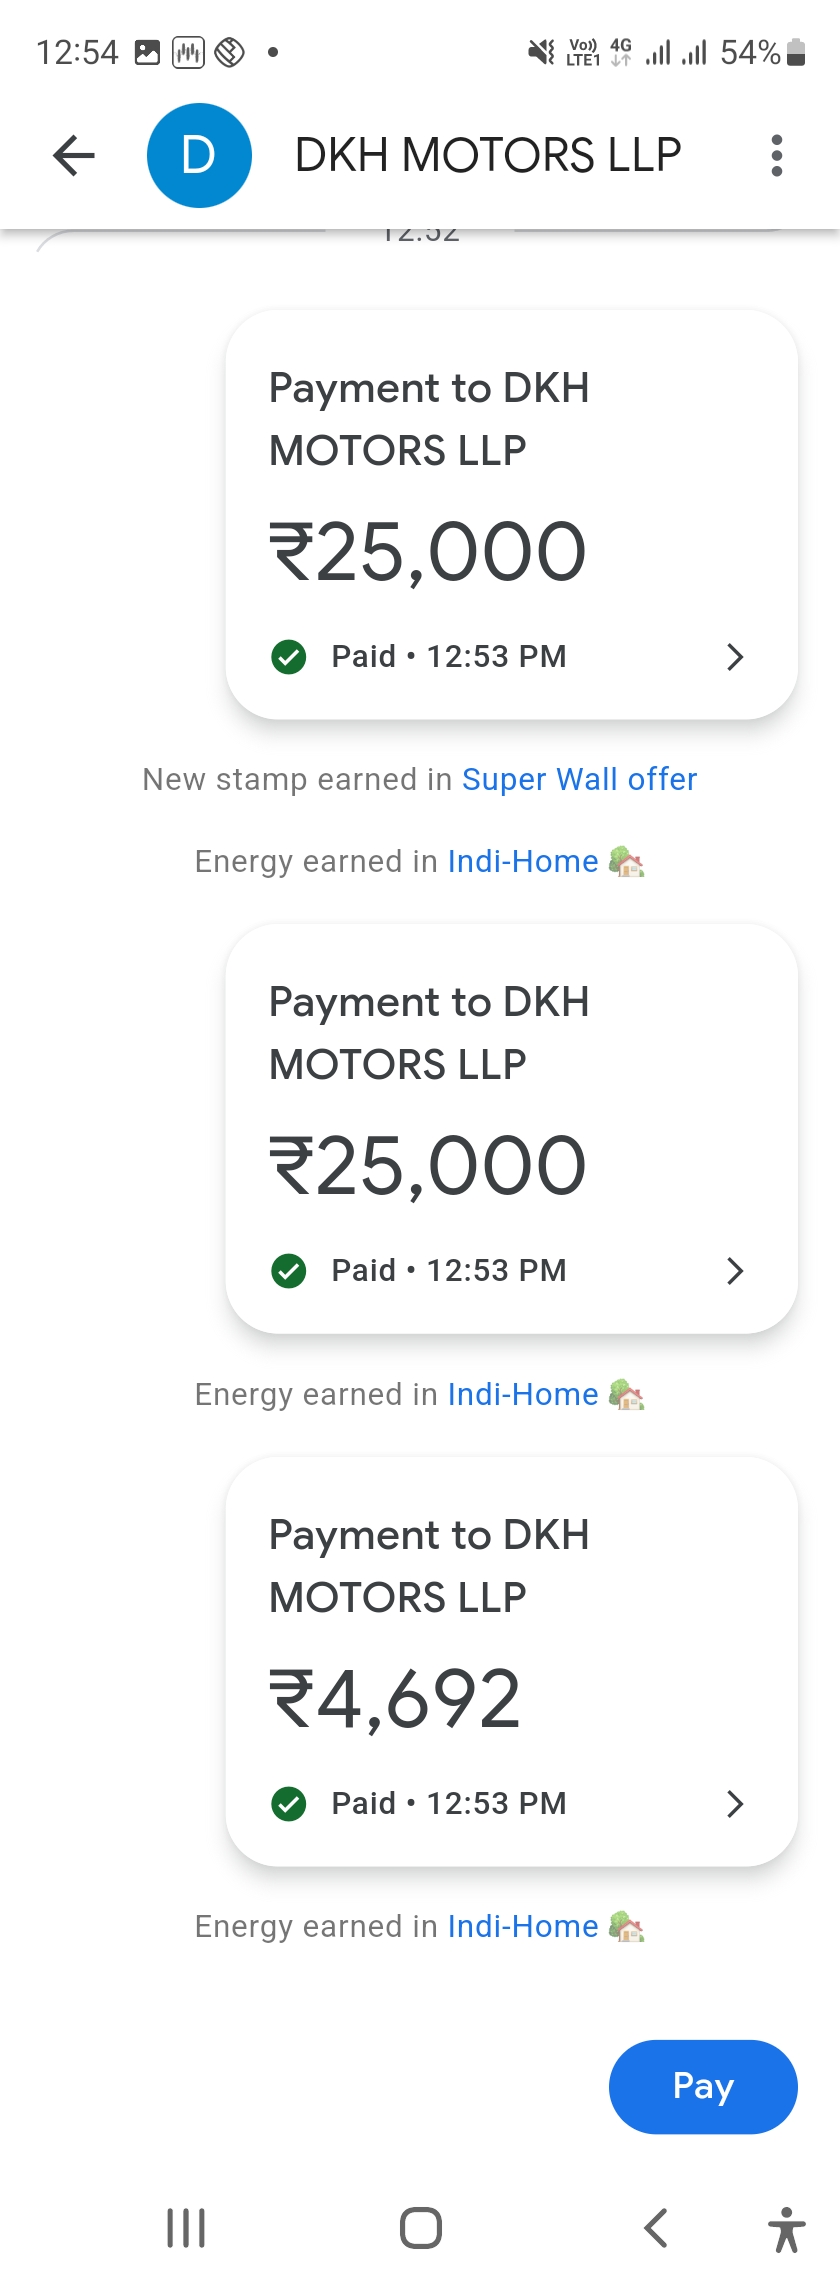 12:54
Vo)) LTE1 4G 54%
D DKH MOTORS LLP
12:52
Payment to DKH
MOTORS LLP
₹25,000
Paid • 12:53 PM
New stamp earned in Super Wall offer
Energy earned in Indi-Home
Payment to DKH
MOTORS LLP
₹25,000
Paid • 12:53 PM
Energy earned in Indi-Home
Payment to DKH
MOTORS LLP
₹4,692
Paid • 12:53 PM
Energy earned in Indi-Home
Pay